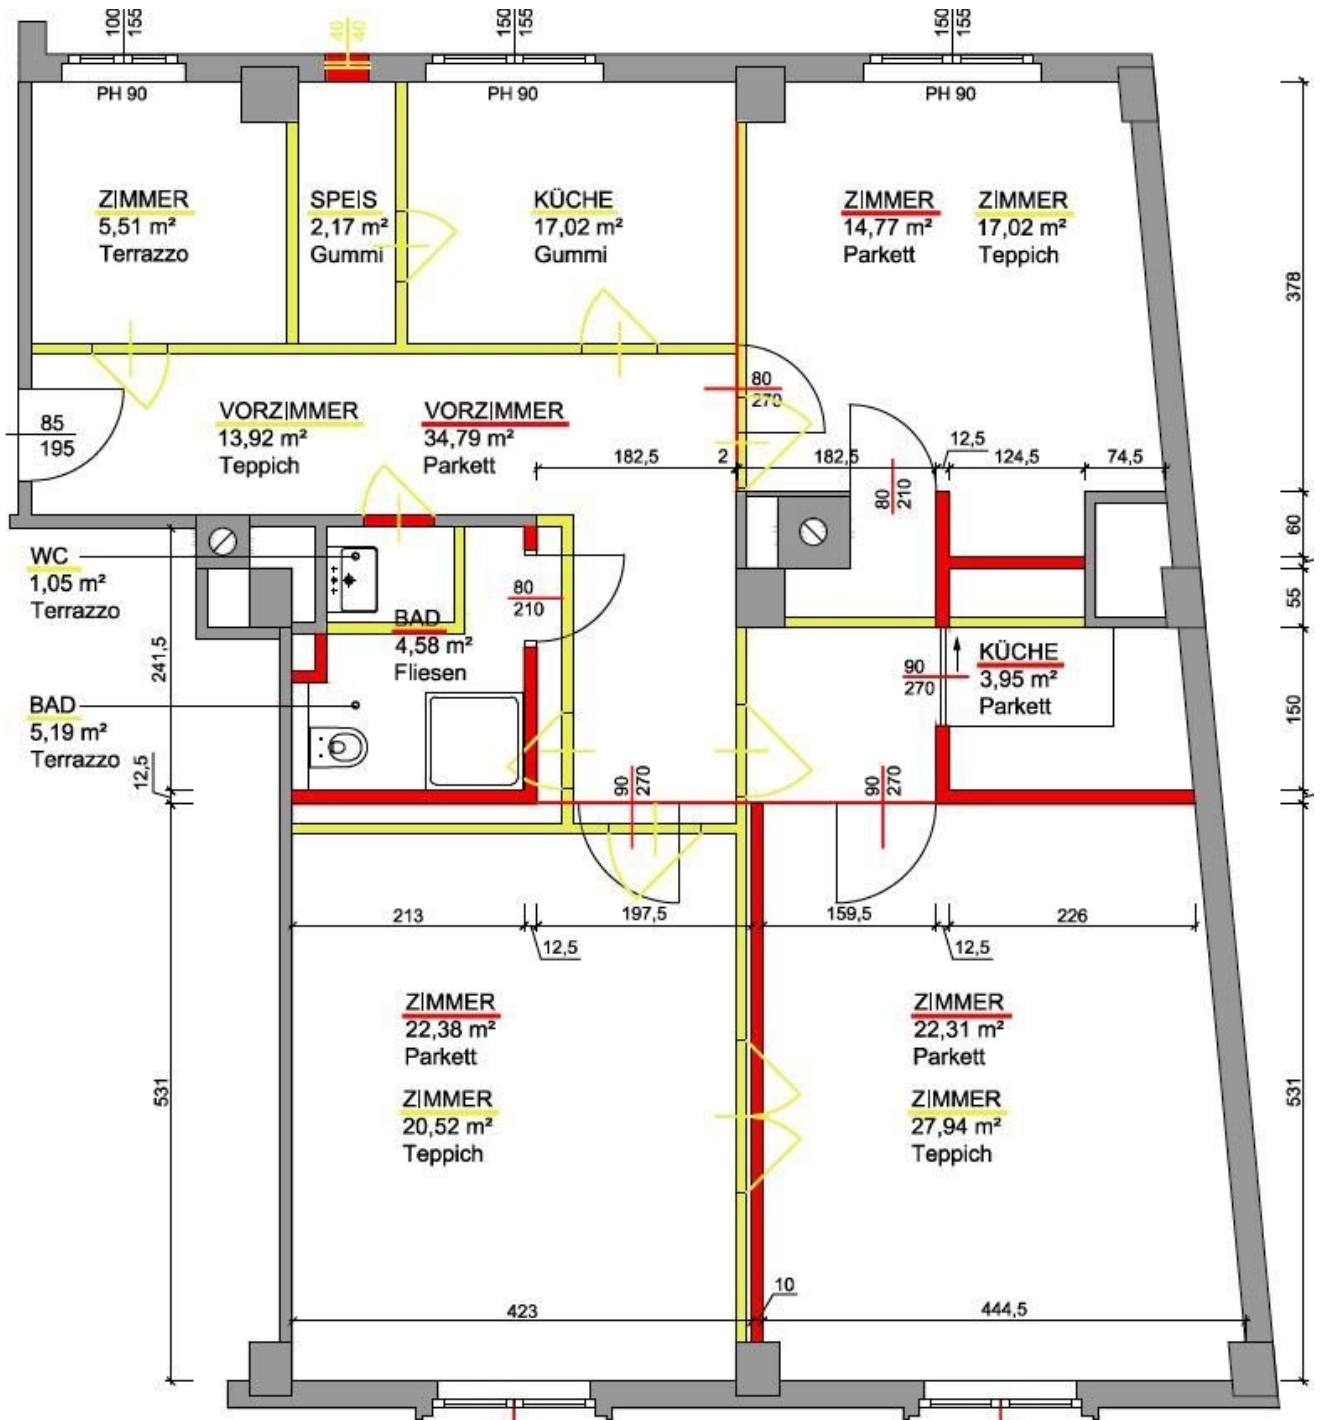 100
155
40
40
150
155
150
155
PH 90
PH 90
PH 90
ZIMMER
5,51 m²
Terrazzo
SPEIS
2,17 m²
Gummi
KÜCHE
17,02 m²
Gummi
ZIMMER
14,77 m²
Parkett
ZIMMER
17,02 m²
Teppich
378
85
195
VORZIMMER
13,92 m²
Teppich
VORZIMMER
34,79 m²
Parkett
80
270
182,5
2
182,5
12,5
124,5
74,5
80
210
60
55
WC
1,05 m²
Terrazzo
80
210
BAD
4,58 m²
Fliesen
241,5
BAD
5,19 m²
Terrazzo
12,5
90
270
KÜCHE
3,95 m²
Parkett
150
90
270
90
270
213
12,5
197,5
159,5
12,5
226
ZIMMER
22,38 m²
Parkett
ZIMMER
20,52 m²
Teppich
ZIMMER
22,31 m²
Parkett
ZIMMER
27,94 m²
Teppich
531
531
10
423
444,5